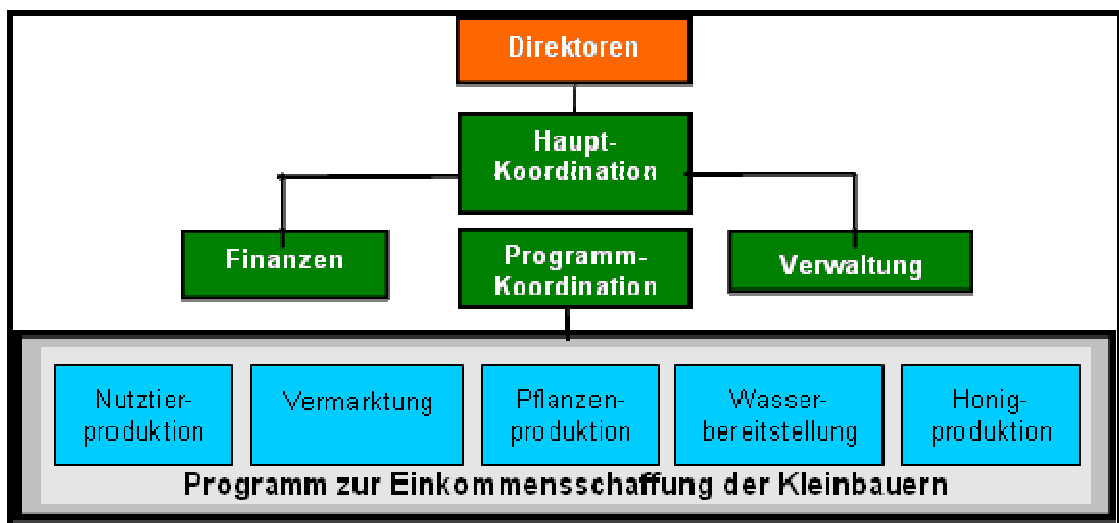 Direktoren
Haupt-
Koordination
Finanzen
Programm-
Koordination
Verwaltung
Nutztier-
produktion
Vermarktung
Pflanzen-
produktion
Wasser-
bereitstellung
Honig-
produktion
Programm zur Einkommensschaffung der Kleinbauern